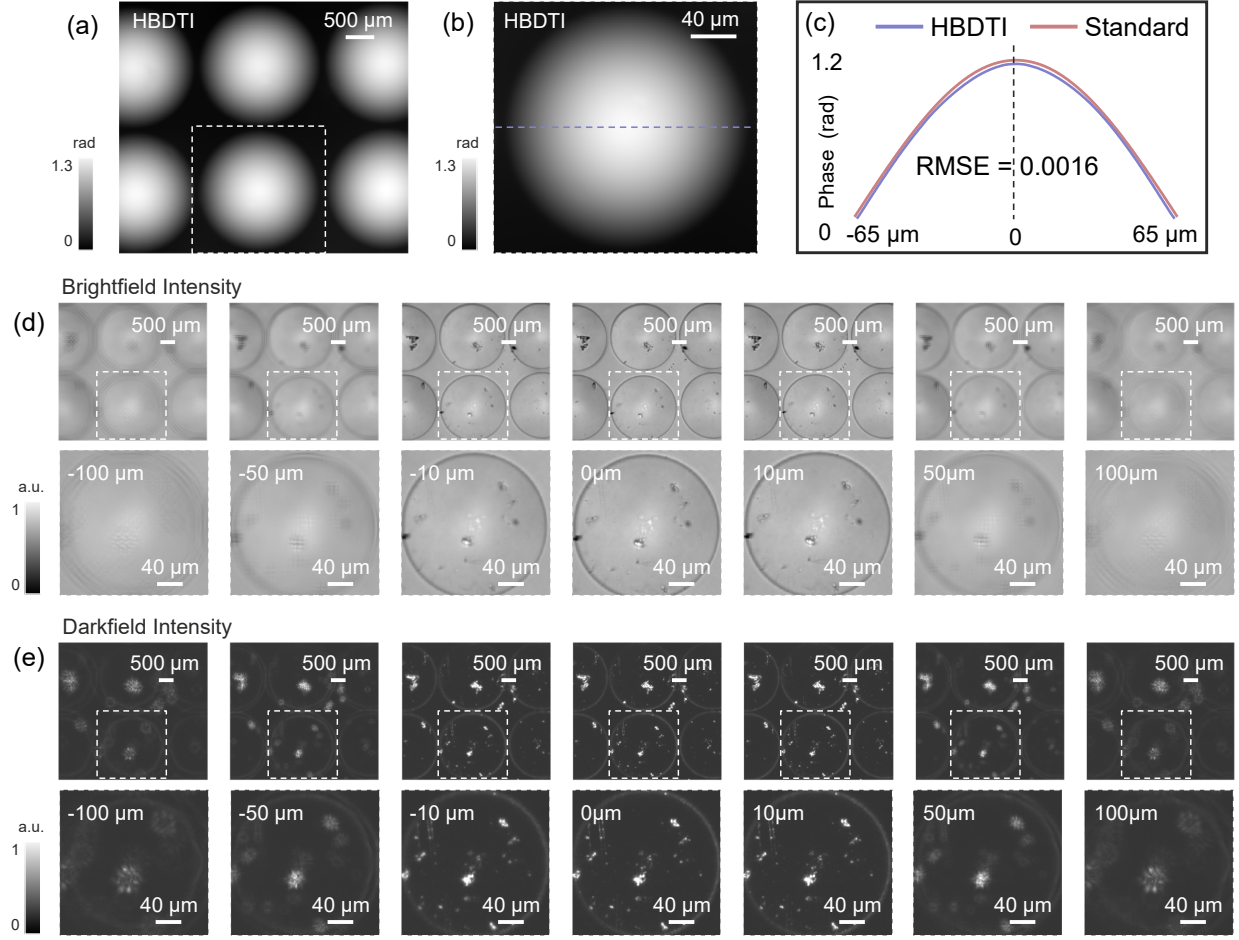 (a)
HBDTI
500 µm
rad
1.3
0
(b)
HBDTI
40 µm
rad
1.3
0
(c)
HBDTI
Standard
1.2
Phase (rad)
RMSE = 0.0016
0
-65 µm
0
65 µm
Brightfield Intensity
(d)
500 µm
500 µm
500 µm
500 µm
500 µm
500 µm
500 µm
a.u.
1
0
-100 µm
-50 µm
-10 µm
0µm
10µm
50µm
100µm
40 µm
40 µm
40 µm
40 µm
40 µm
40 µm
40 µm
Darkfield Intensity
(e)
500 µm
500 µm
500 µm
500 µm
500 µm
500 µm
500 µm
a.u.
1
0
-100 µm
-50 µm
-10 µm
0µm
10µm
50µm
100µm
40 µm
40 µm
40 µm
40 µm
40 µm
40 µm
40 µm